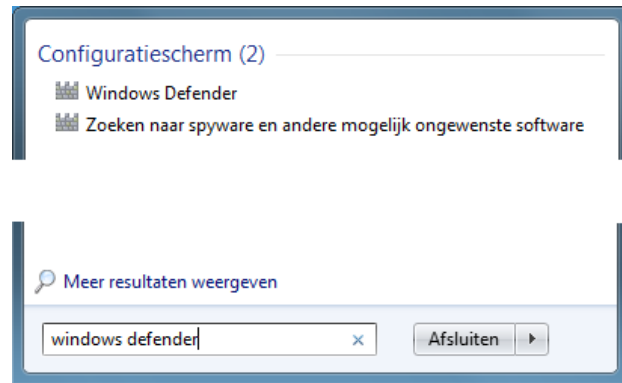 Configuratiescherm (2)
Windows Defender
Zoeken naar spyware en andere mogelijk ongewenste software
Meer resultaten weergeven
windows defender
Afsluiten